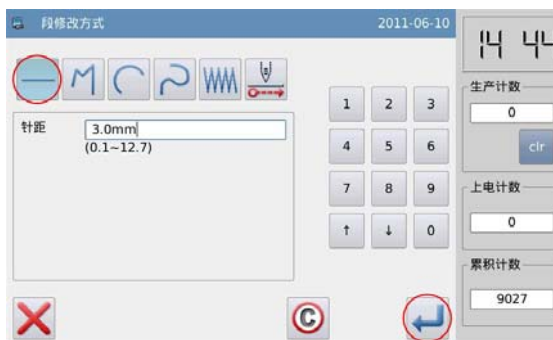 段修改方式 2011-06-10
14 44
生产计数
0
clr
针距 3.0mm
(0.1~12.7)
1 2 3
4 5 6
7 8 9
↑ ↓ 0
上电计数
0
累积计数
9027
C